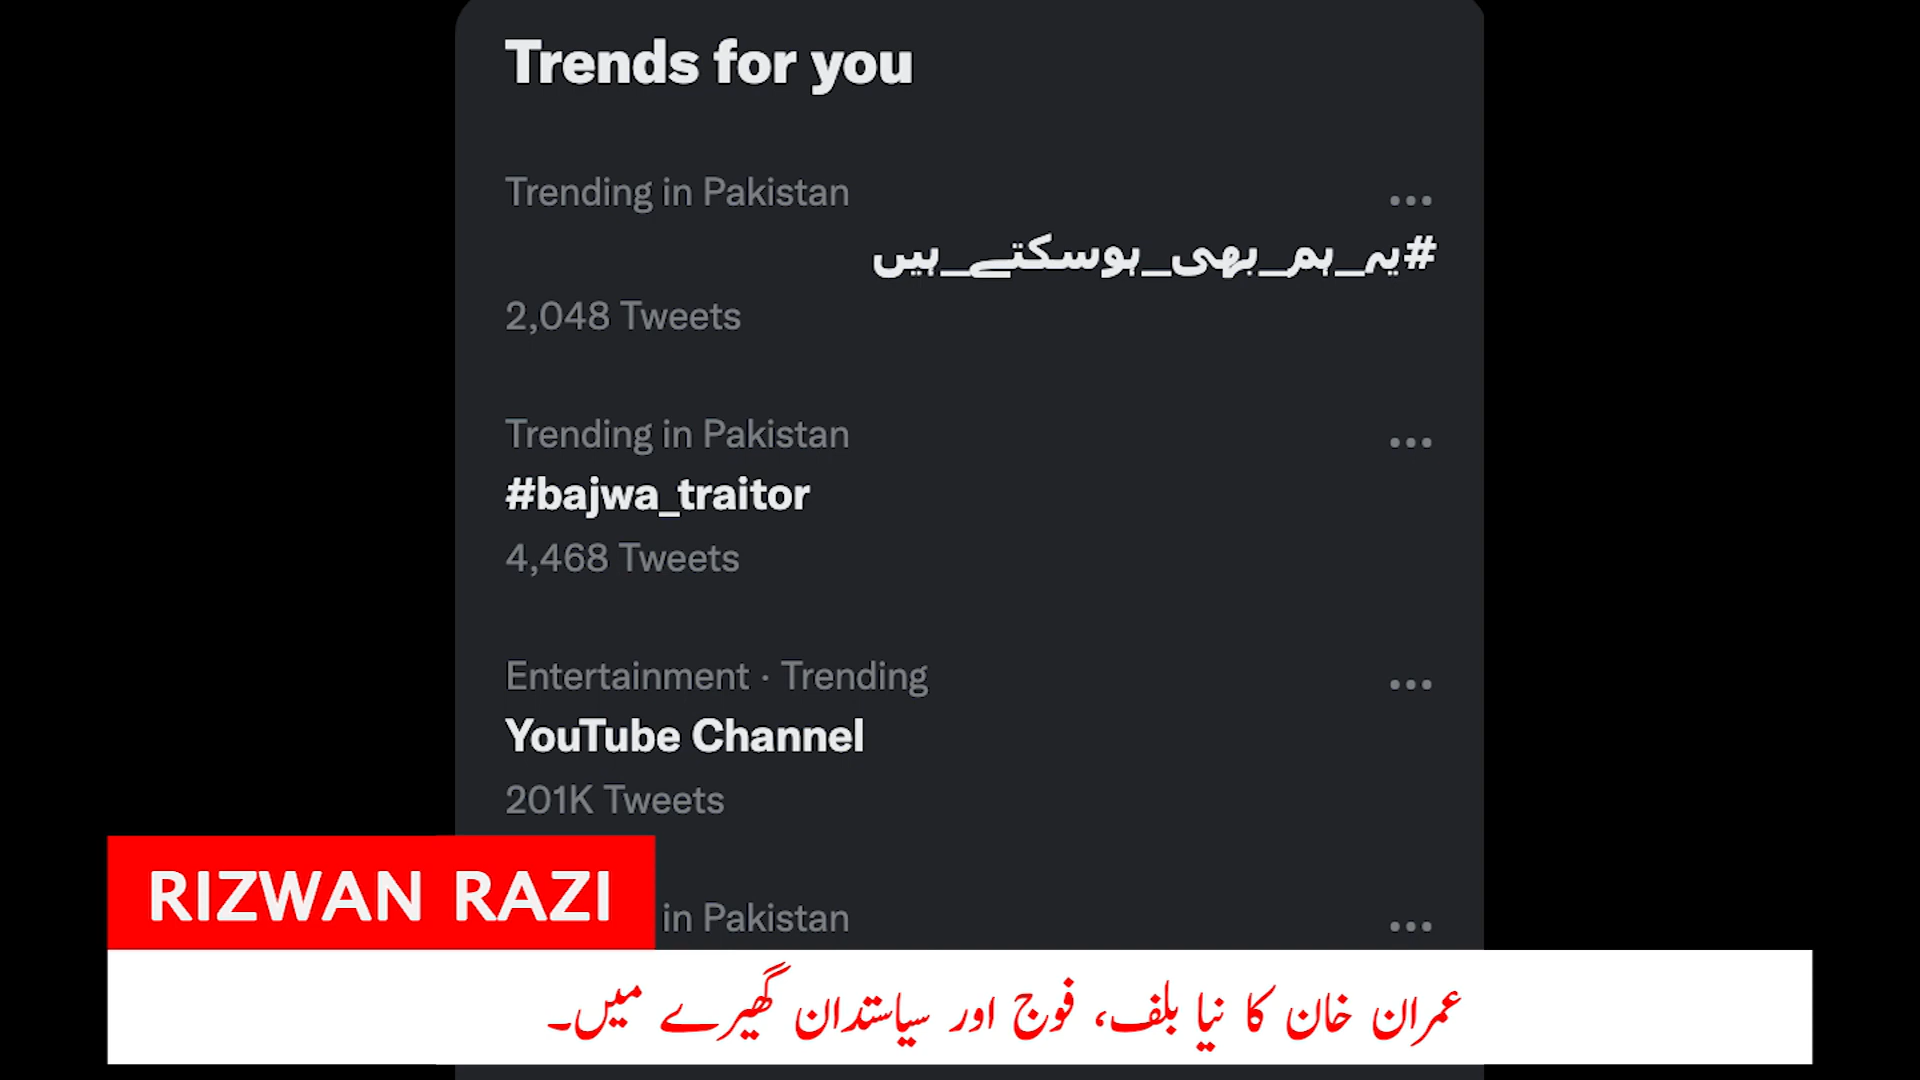 Trends for you
Trending in Pakistan
#یہ_ہم_بھی_ہوسکتے_ہیں
2,048 Tweets
Trending in Pakistan
#bajwa_traitor
4,468 Tweets
Entertainment · Trending
YouTube Channel
201K Tweets
RIZWAN RAZI
in Pakistan
عمران خان کا نیا بلف، فوج اور سیاستدان گھیرے میں۔